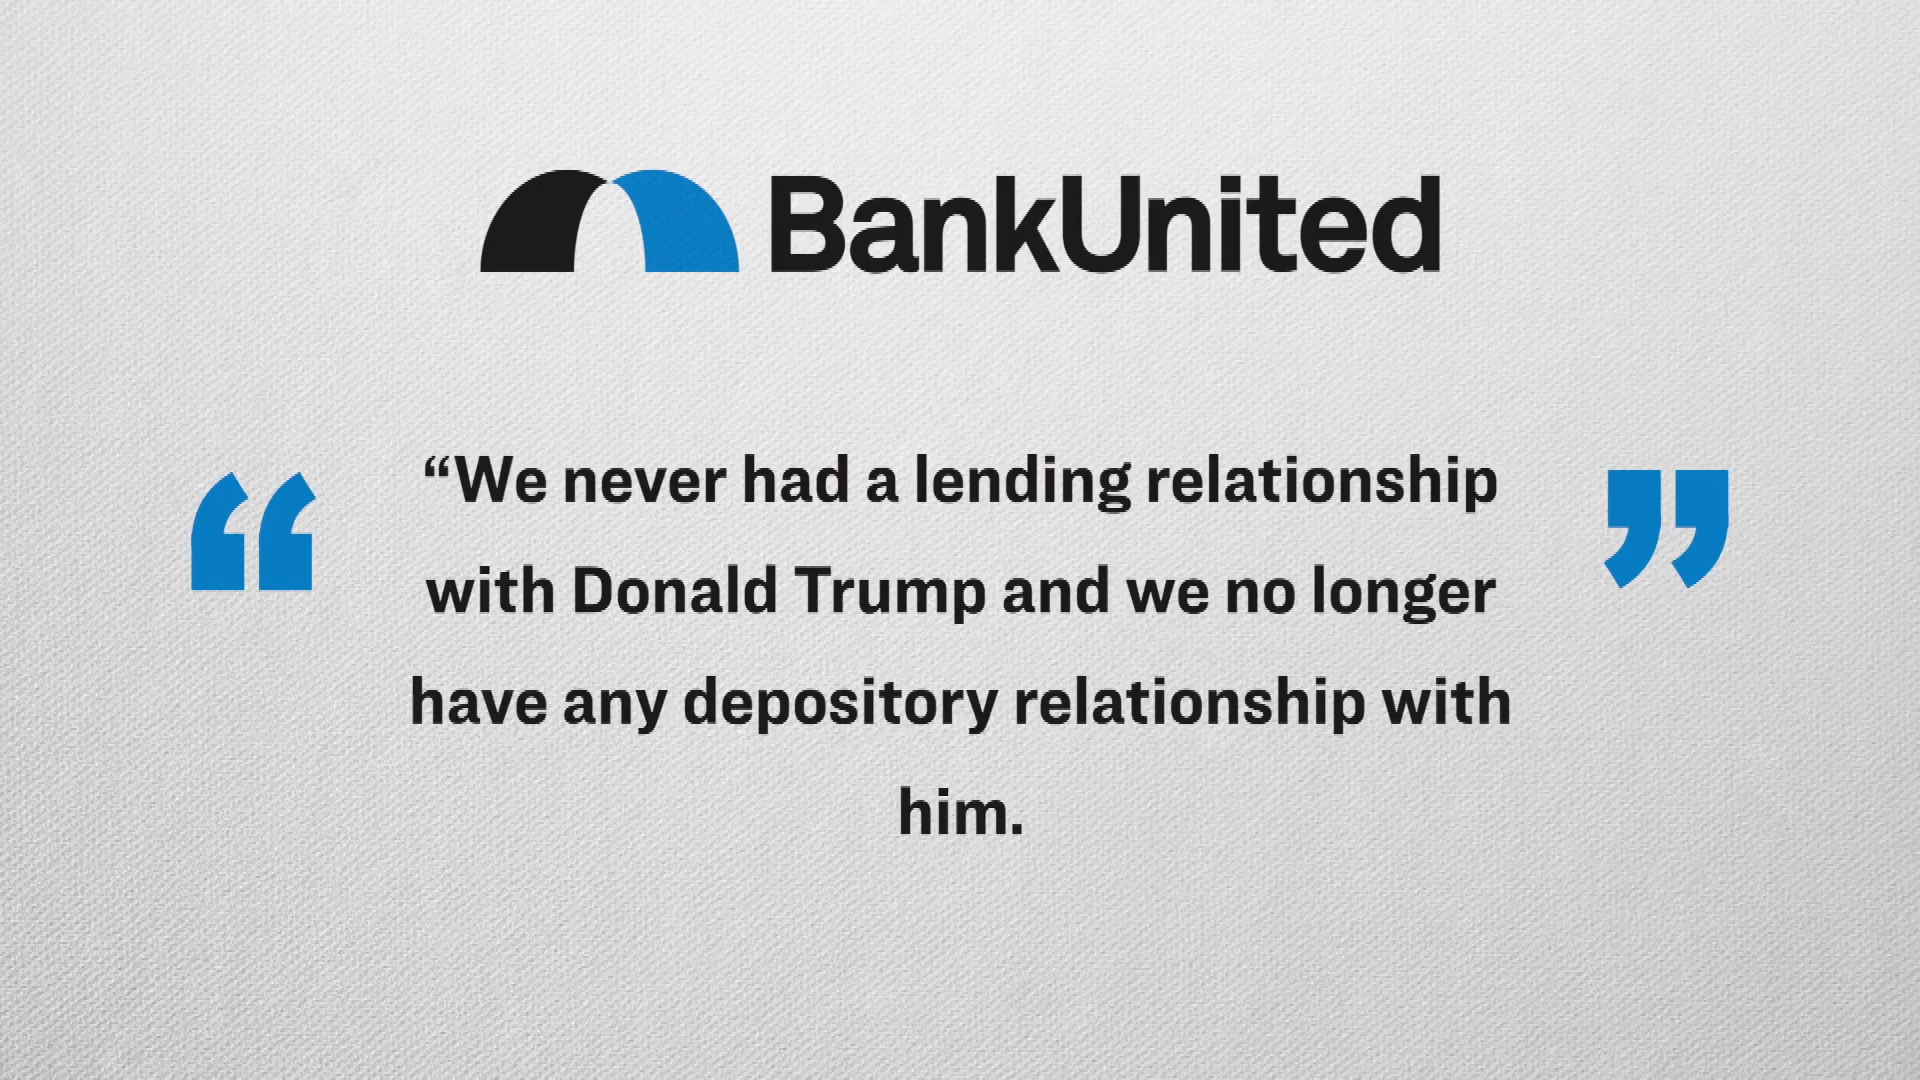 BankUnited
“We never had a lending relationship
with Donald Trump and we no longer
have any depository relationship with
him.